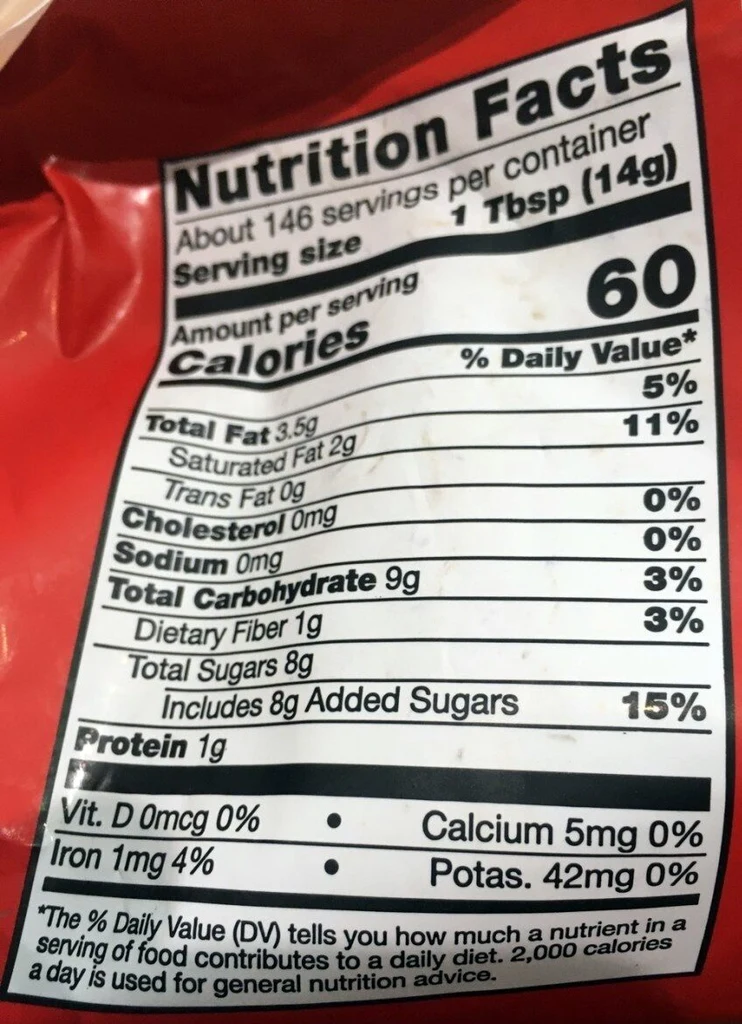 Nutrition Facts
About 146 servings per container
Serving size 1 Tbsp (14g)
Amount per serving
Calories 60
% Daily Value*
Total Fat 3.5g 5%
Saturated Fat 2g 11%
Trans Fat 0g
Cholesterol 0mg 0%
Sodium 0mg 0%
Total Carbohydrate 9g 3%
Dietary Fiber 1g 3%
Total Sugars 8g
Includes 8g Added Sugars 15%
Protein 1g
Vit. D 0mcg 0% • Calcium 5mg 0%
Iron 1mg 4% • Potas. 42mg 0%
*The % Daily Value (DV) tells you how much a nutrient in a
serving of food contributes to a daily diet. 2,000 calories
a day is used for general nutrition advice.